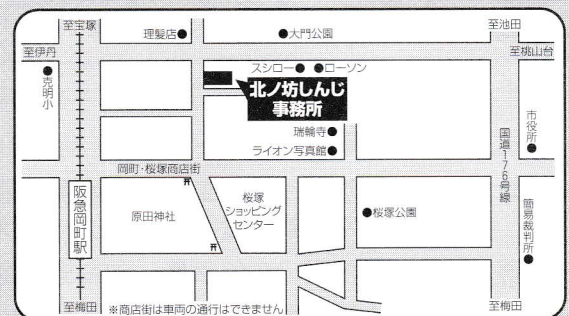 至宝塚
理髪店●
●大門公園
至池田
至伊丹
至桃山台
●克明小
スシロー●
●ローソン
北ノ坊しんじ
事務所
市役所●
瑞輪寺●
ライオン写真館●
国道176号線
岡町・桜塚商店街
阪急岡町駅
原田神社
桜塚
ショッピング
センター
●桜塚公園
簡易裁判所●
至梅田
※商店街は車両の通行はできません
至梅田